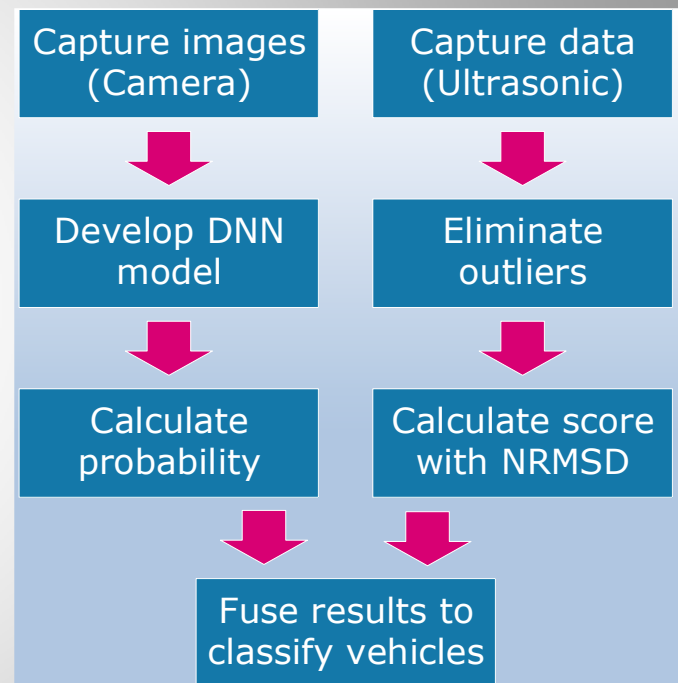 Capture images
(Camera)
Capture data
(Ultrasonic)
Develop DNN
model
Eliminate
outliers
Calculate
probability
Calculate score
with NRMSD
Fuse results to
classify vehicles